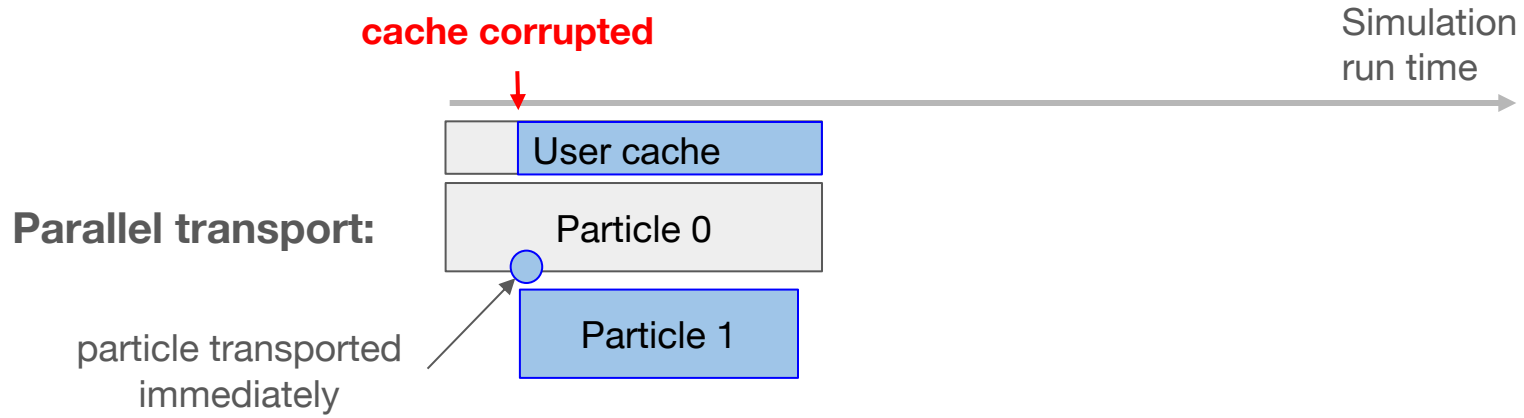 cache corrupted
Simulation
run time
User cache
Parallel transport:
Particle 0
Particle 1
particle transported
immediately